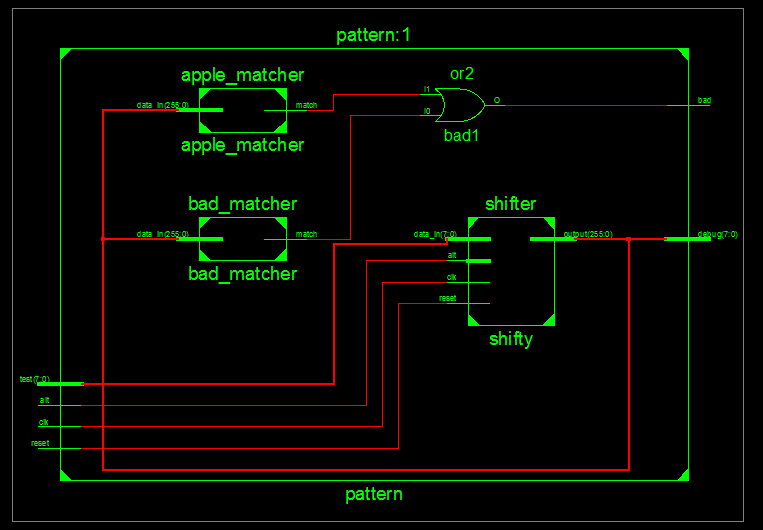 pattern:1
apple_matcher
or2
data_in(255:0)
match
I1
I0
O
bad
apple_matcher
bad1
bad_matcher
shifter
data_in(255:0)
match
data_in(7:0)
output(255:0)
debug(7:0)
alt
clk
reset
bad_matcher
shifty
test(7:0)
alt
clk
reset
pattern